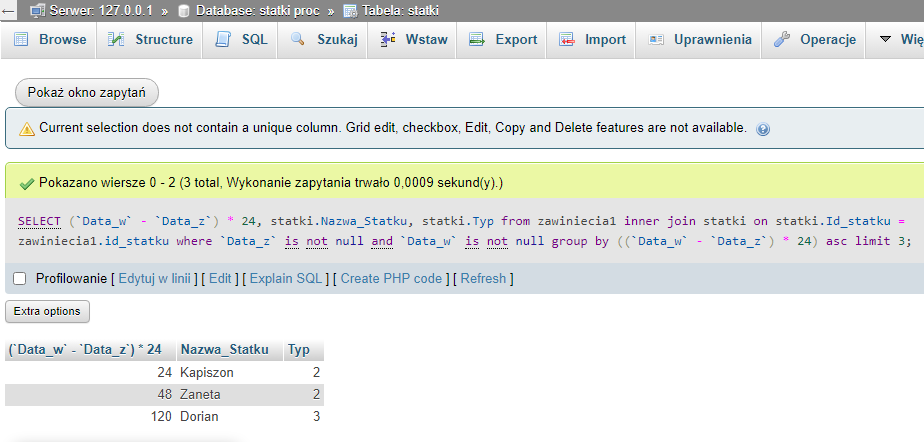 ← Serwer: 127.0.0.1 » Database: statki proc » Tabela: statki
Browse Structure SQL Szukaj Wstaw Export Import Uprawnienia Operacje Wię
Pokaż okno zapytań
Current selection does not contain a unique column. Grid edit, checkbox, Edit, Copy and Delete features are not available.
Pokazano wiersze 0 - 2 (3 total, Wykonanie zapytania trwało 0,0009 sekund(y).)
SELECT (`Data_w` - `Data_z`) * 24, statki.Nazwa_Statku, statki.Typ from zawiniecia1 inner join statki on statki.Id_statku =
zawiniecia1.id_statku where `Data_z` is not null and `Data_w` is not null group by ((`Data_w` - `Data_z`) * 24) asc limit 3;
Profilowanie [ Edytuj w linii ] [ Edit ] [ Explain SQL ] [ Create PHP code ] [ Refresh ]
Extra options
(`Data_w` - `Data_z`) * 24 Nazwa_Statku Typ
24 Kapiszon 2
48 Zaneta 2
120 Dorian 3